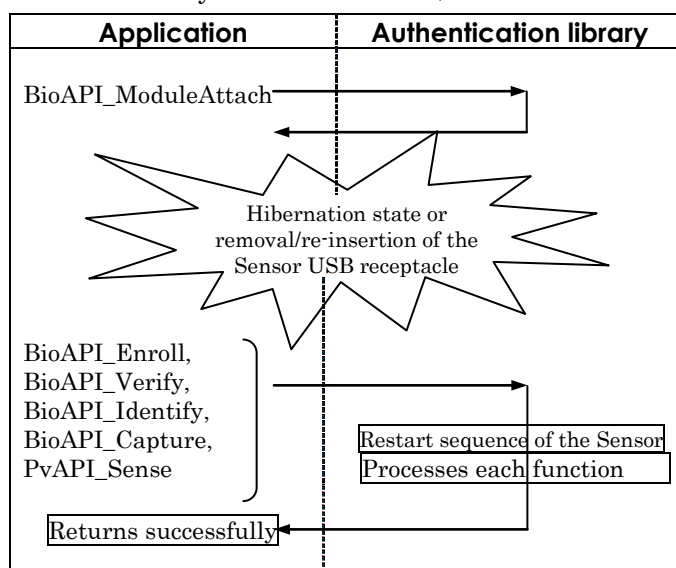 Application
Authentication library
BioAPI_ModuleAttach
Hibernation state or
removal/re-insertion of the
Sensor USB receptacle
BioAPI_Enroll,
BioAPI_Verify,
BioAPI_Identify,
BioAPI_Capture,
PvAPI_Sense
Restart sequence of the Sensor
Processes each function
Returns successfully